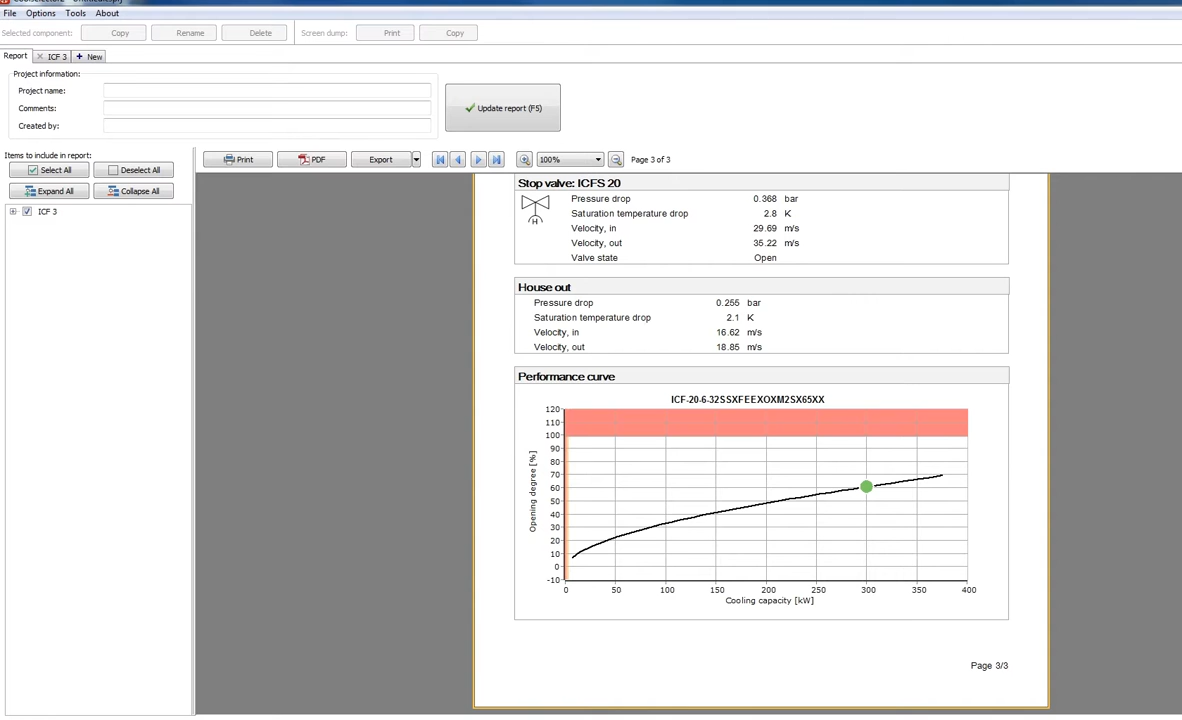 File Options Tools About
Selected component: Copy Rename Delete Screen dump: Print Copy
Report ICF 3 New
Project information:
Project name:
Comments:
Created by:
Update report (F5)
Items to include in report:
Select All Deselect All
Expand All Collapse All
ICF 3
Print PDF Export 100% Page 3 of 3
Stop valve: ICFS 20
H
Pressure drop 0.368 bar
Saturation temperature drop 2.8 K
Velocity, in 29.69 m/s
Velocity, out 35.22 m/s
Valve state Open
House out
Pressure drop 0.255 bar
Saturation temperature drop 2.1 K
Velocity, in 16.62 m/s
Velocity, out 18.85 m/s
Performance curve
ICF-20-6-32SSXFEEXOXM2SX65XX
Opening degree [%]
120
110
100
90
80
70
60
50
40
30
20
10
0
-10
0 50 100 150 200 250 300 350 400
Cooling capacity [kW]
Page 3/3